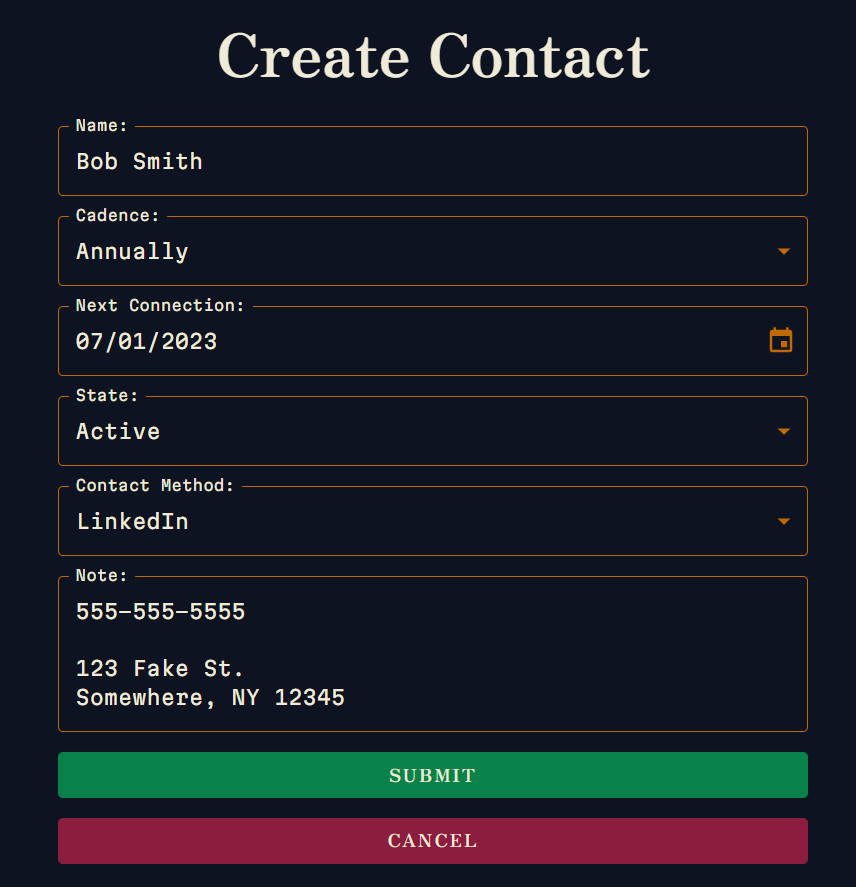 Create Contact
Name:
Bob Smith
Cadence:
Annually
Next Connection:
07/01/2023
State:
Active
Contact Method:
LinkedIn
Note:
555-555-5555
123 Fake St.
Somewhere, NY 12345
SUBMIT
CANCEL